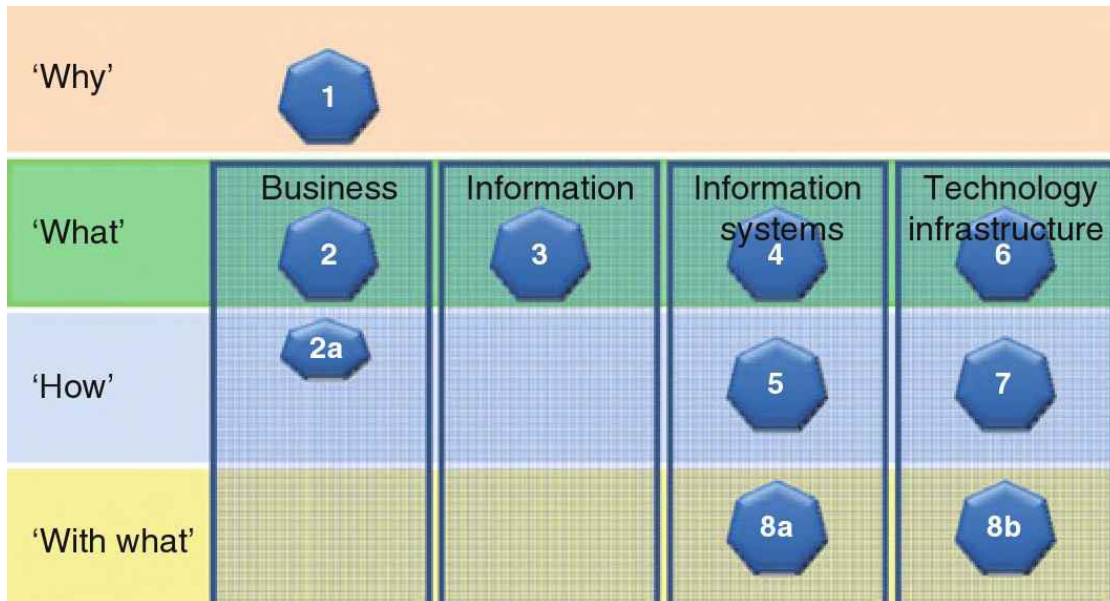 ‘Why’
1
Business
Information
Information
systems
Technology
infrastructure
‘What’
2
3
4
6
‘How’
2a
5
7
‘With what’
8a
8b